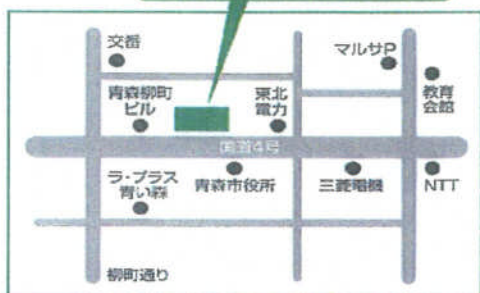 交番
マルサP
教育
会館
青森柳町
ビル
東北
電力
国道4号
ラ・プラス
青い森
青森市役所
三菱電機
NTT
柳町通り